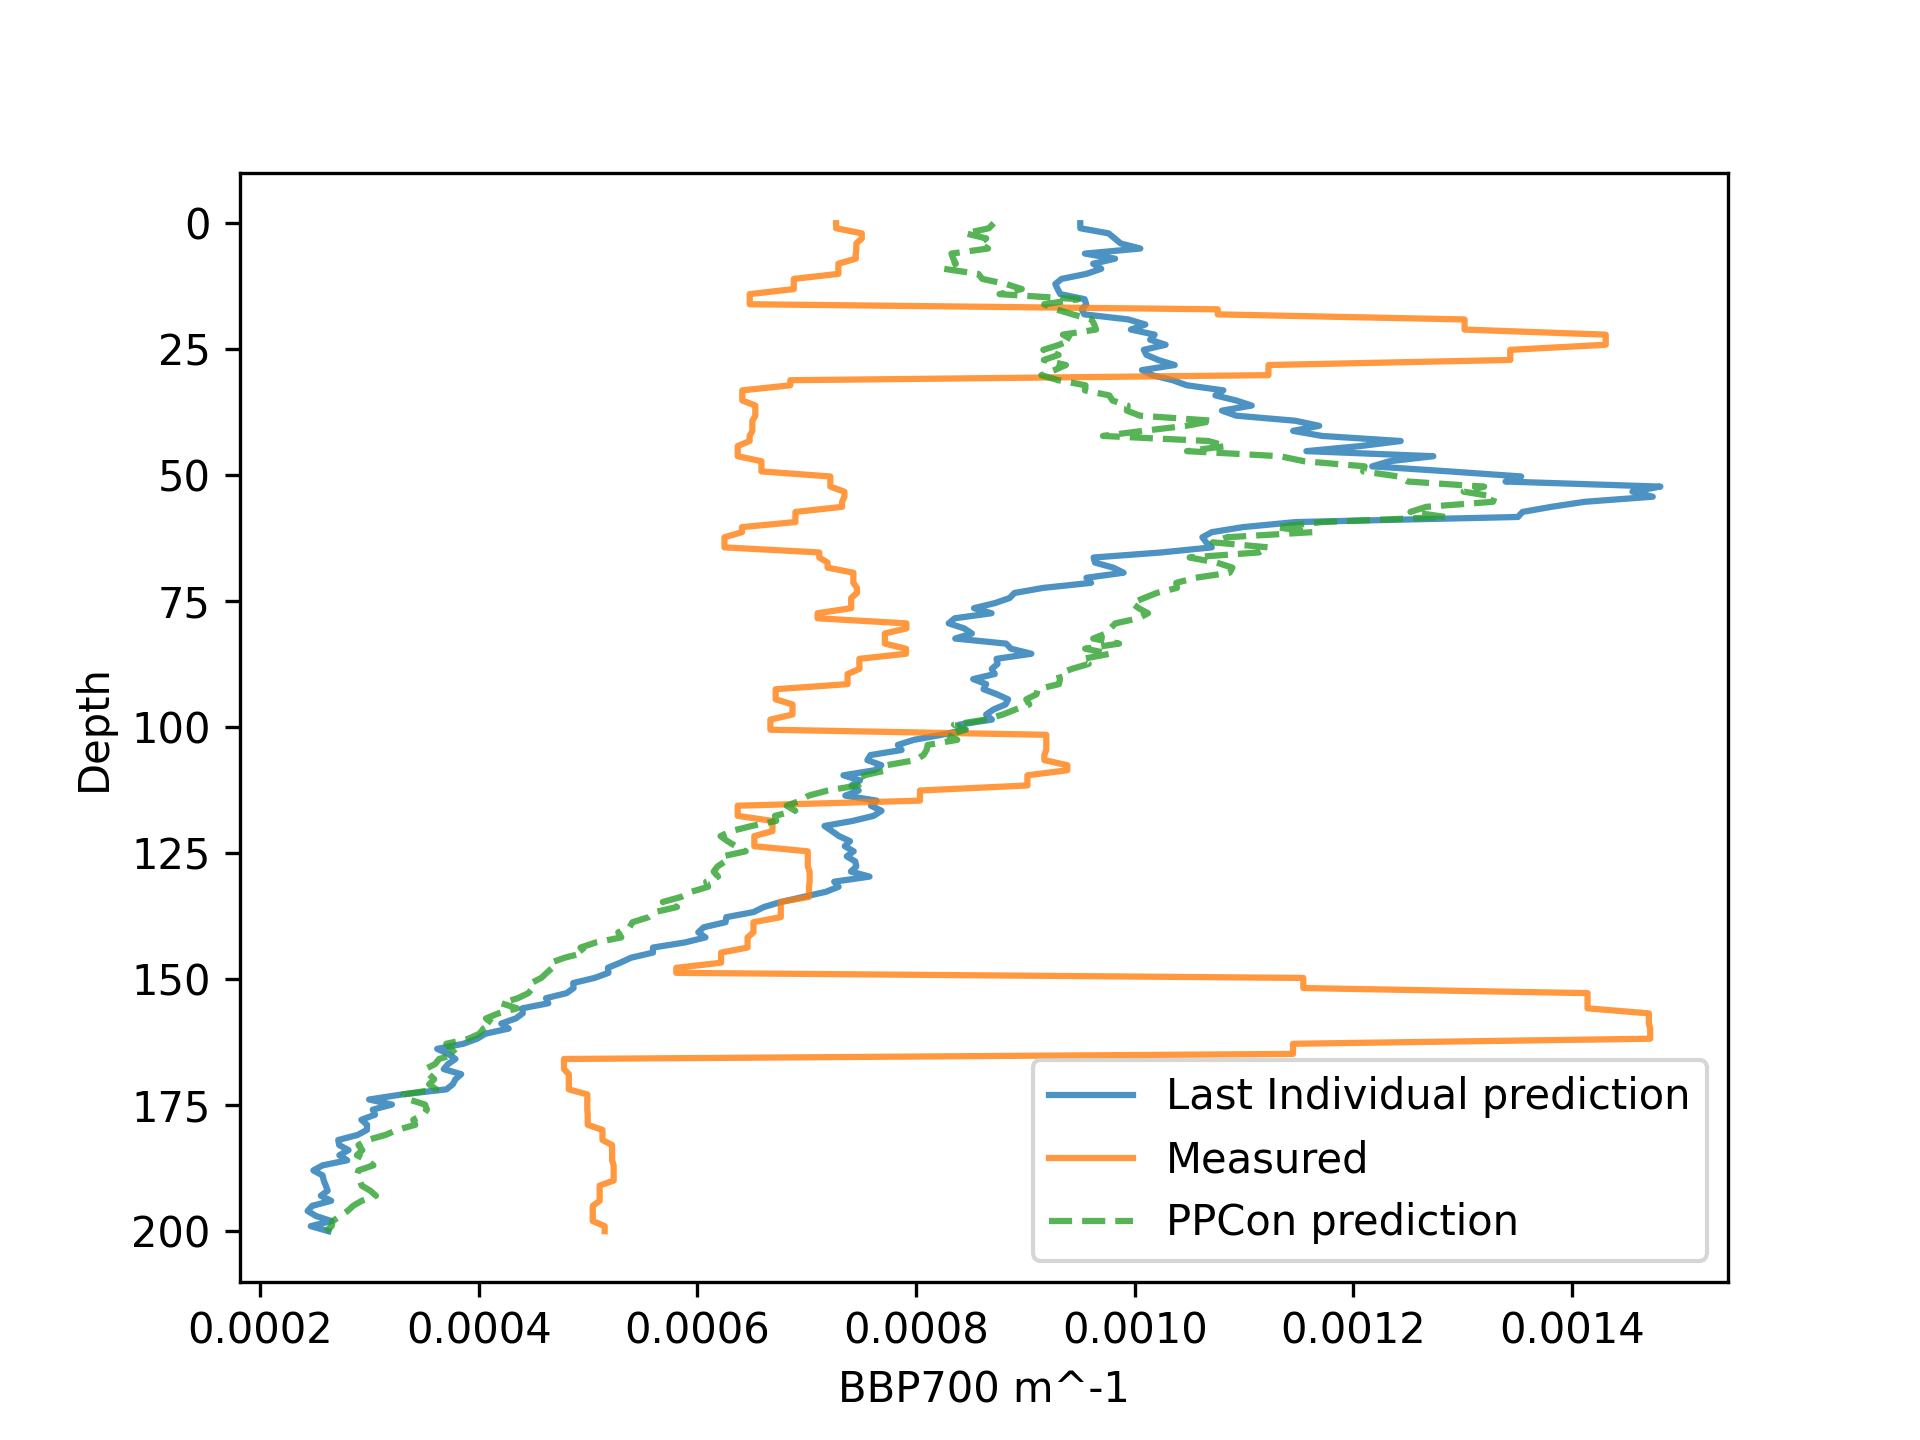 0
25
50
75
100
125
150
175
200
Depth
0.0002 0.0004 0.0006 0.0008 0.0010 0.0012 0.0014
BBP700 m^-1
Last Individual prediction
Measured
PPCon prediction